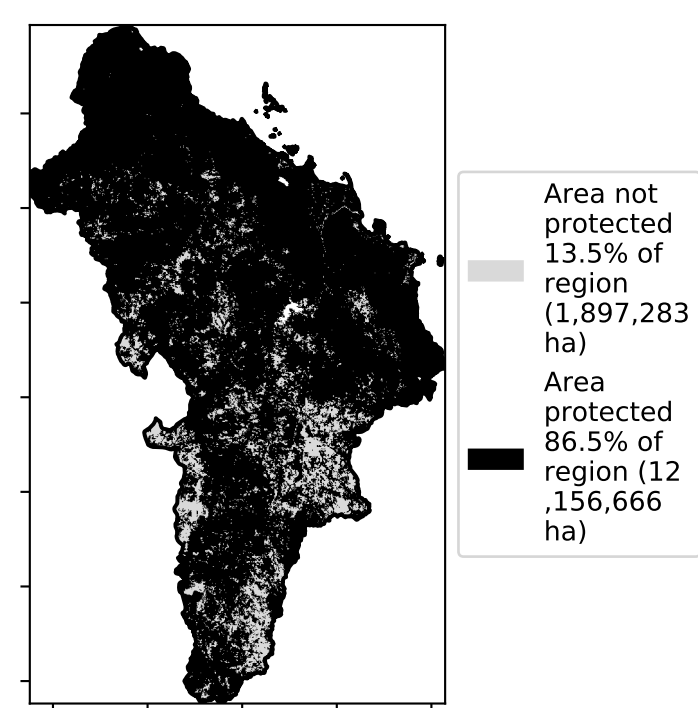 Area not
protected
13.5% of
region
(1,897,283
ha)
Area
protected
86.5% of
region (12
,156,666
ha)